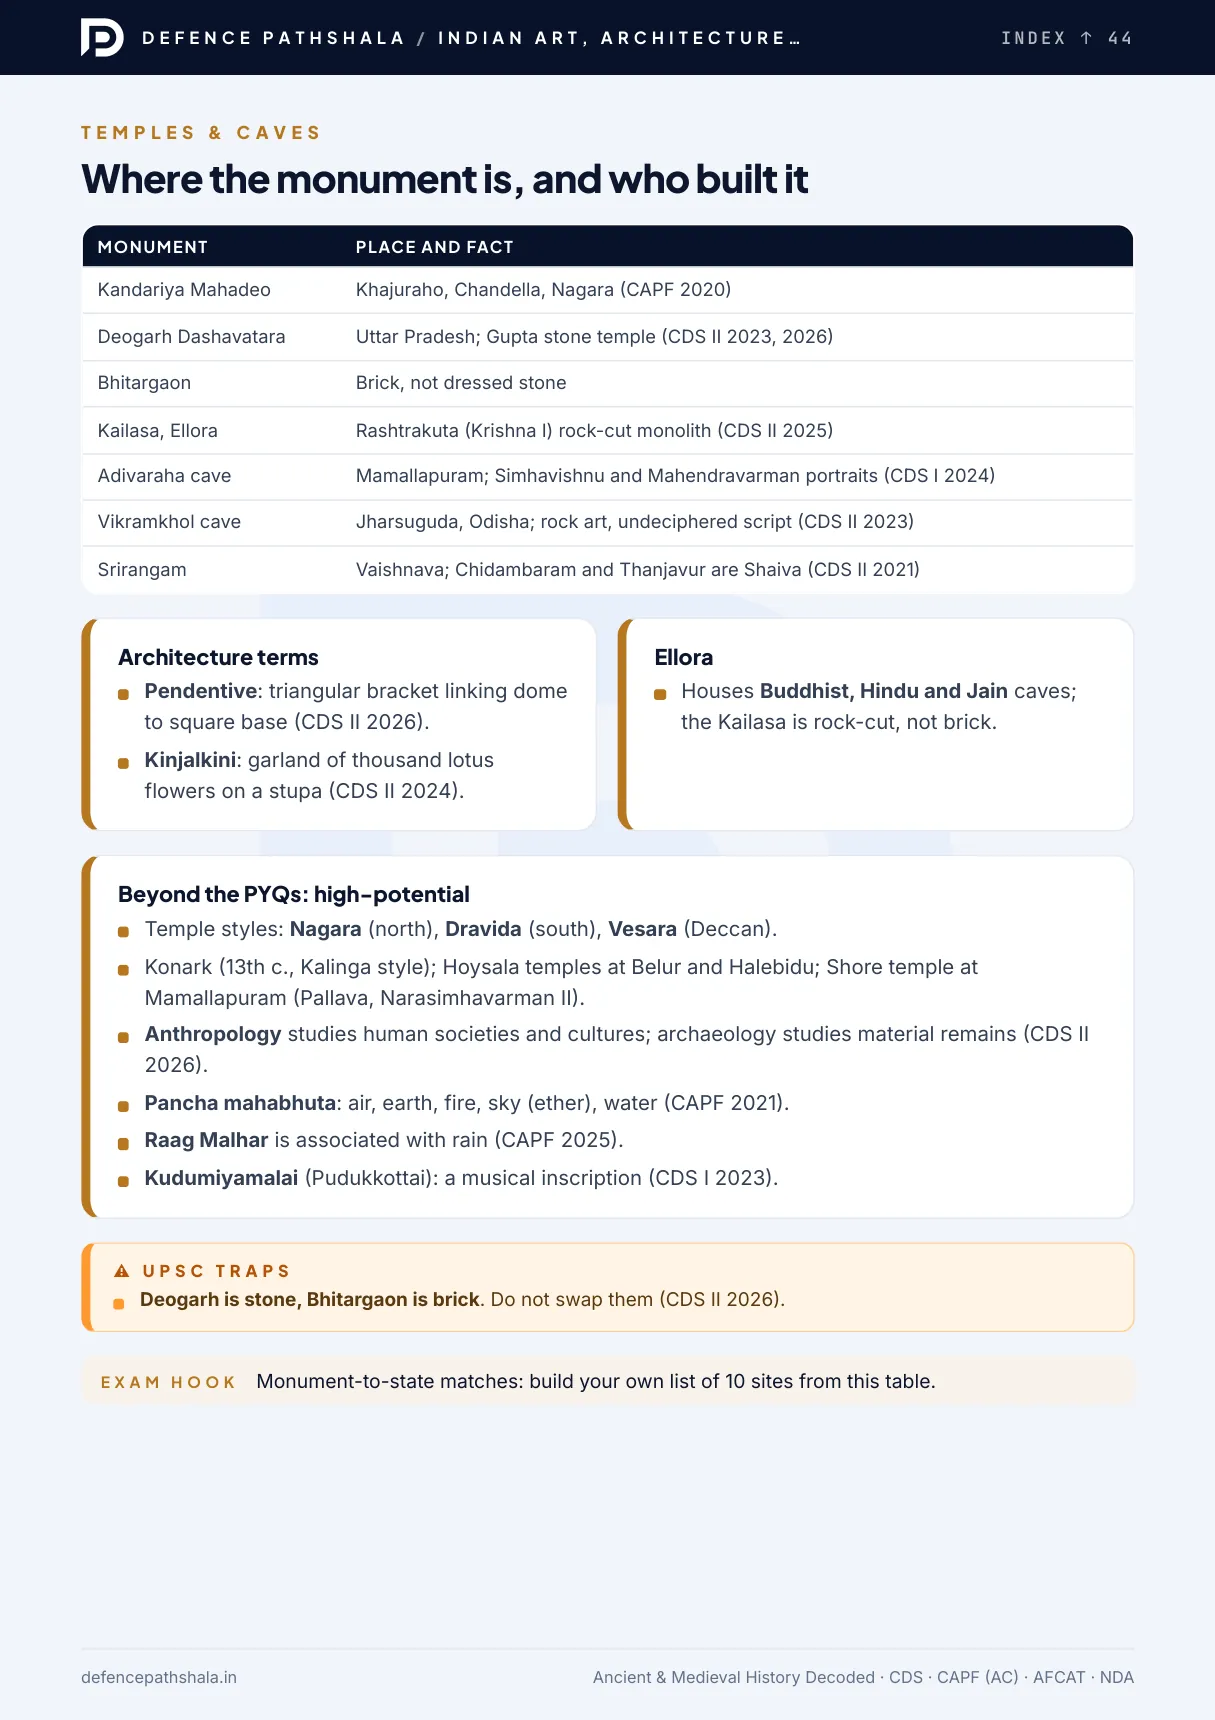 DEFENCE PATHSHALA / INDIAN ART, ARCHITECTURE…
INDEX ↑ 44
TEMPLES & CAVES
Where the monument is, and who built it
MONUMENT PLACE AND FACT
Kandariya Mahadeo Khajuraho, Chandella, Nagara (CAPF 2020)
Deogarh Dashavatara Uttar Pradesh; Gupta stone temple (CDS II 2023, 2026)
Bhitargaon Brick, not dressed stone
Kailasa, Ellora Rashtrakuta (Krishna I) rock-cut monolith (CDS II 2025)
Adivaraha cave Mamallapuram; Simhavishnu and Mahendravarman portraits (CDS I 2024)
Vikramkhol cave Jharsuguda, Odisha; rock art, undeciphered script (CDS II 2023)
Srirangam Vaishnava; Chidambaram and Thanjavur are Shaiva (CDS II 2021)
Architecture terms
Pendentive: triangular bracket linking dome
to square base (CDS II 2026).
Kinjalkini: garland of thousand lotus
flowers on a stupa (CDS II 2024).
Ellora
Houses Buddhist, Hindu and Jain caves;
the Kailasa is rock-cut, not brick.
Beyond the PYQs: high-potential
Temple styles: Nagara (north), Dravida (south), Vesara (Deccan).
Konark (13th c., Kalinga style); Hoysala temples at Belur and Halebidu; Shore temple at
Mamallapuram (Pallava, Narasimhavarman II).
Anthropology studies human societies and cultures; archaeology studies material remains (CDS II
2026).
Pancha mahabhuta: air, earth, fire, sky (ether), water (CAPF 2021).
Raag Malhar is associated with rain (CAPF 2025).
Kudumiyamalai (Pudukkottai): a musical inscription (CDS I 2023).
⚠ UPSC TRAPS
Deogarh is stone, Bhitargaon is brick. Do not swap them (CDS II 2026).
EXAM HOOK Monument-to-state matches: build your own list of 10 sites from this table.
defencepathshala.in
Ancient & Medieval History Decoded · CDS · CAPF (AC) · AFCAT · NDA